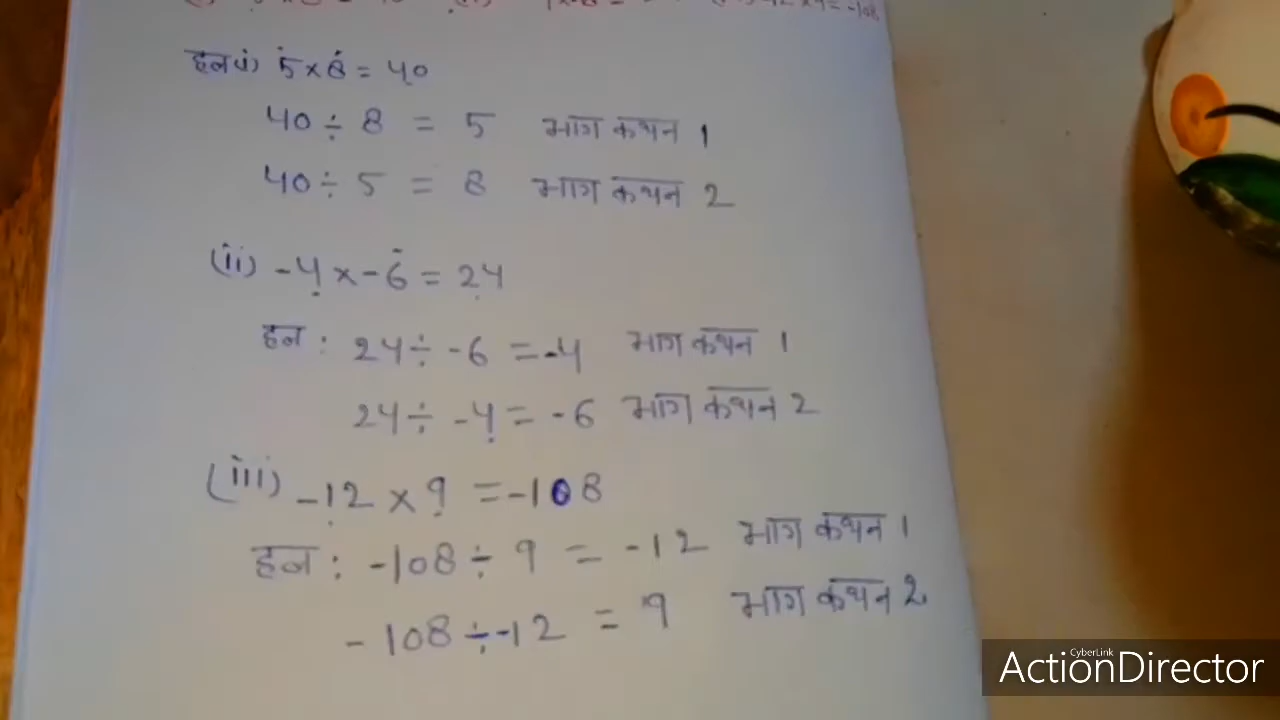 हल (i) 5 × 8 = 40
40 ÷ 8 = 5 भाग कथन 1
40 ÷ 5 = 8 भाग कथन 2
(ii) -4 × -6 = 24
हल : 24 ÷ -6 = -4 भाग कथन 1
24 ÷ -4 = -6 भाग कथन 2
(iii) -12 × 9 = -108
हल : -108 ÷ 9 = -12 भाग कथन 1
-108 ÷ -12 = 9 भाग कथन 2
CyberLink
ActionDirector